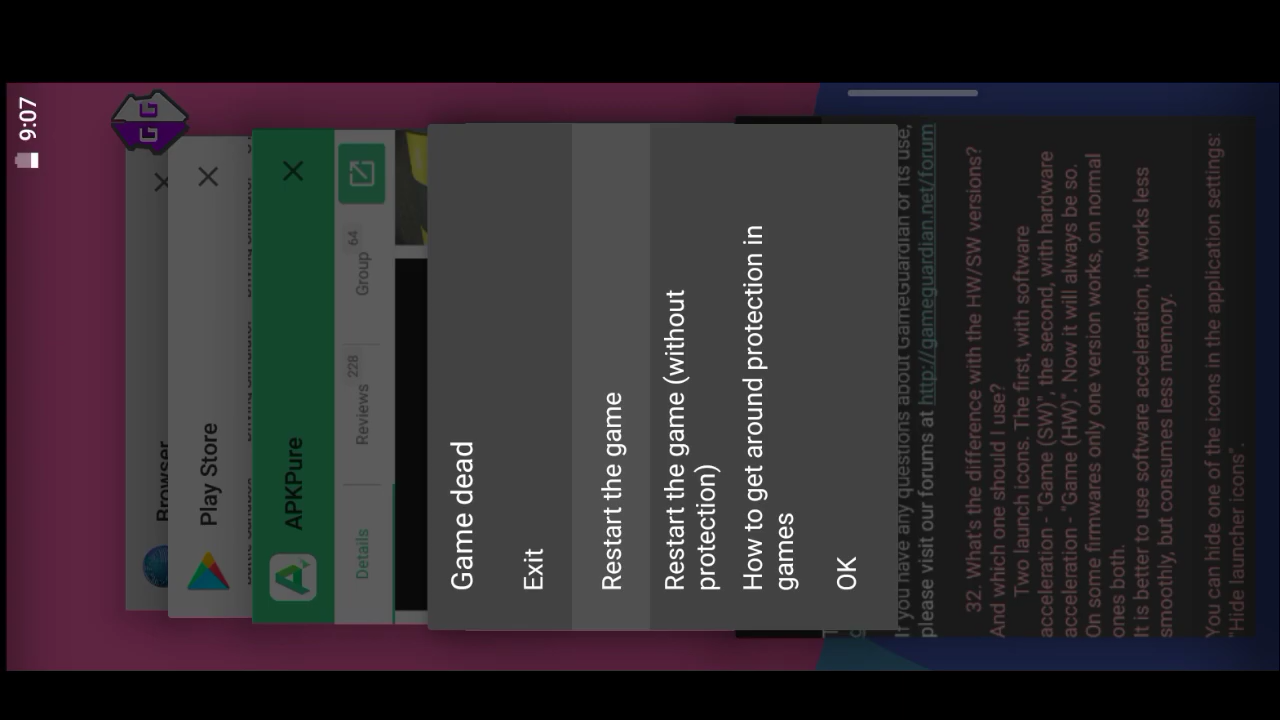 9:07
G G
Browser
Play Store
APKPure
Details
Reviews 228
Group 64
Game dead
Exit
Restart the game
Restart the game (without
protection)
How to get around protection in
games
OK
If you have any questions about GameGuardian or its use,
please visit our forums at http://gameguardian.net/forum
32. What's the difference with the HW/SW versions?
And which one should I use?
Two launch icons. The first, with software
acceleration - "Game (SW)", the second, with hardware
acceleration - "Game (HW)". Now it will always be so.
On some firmwares only one version works, on normal
ones both.
It is better to use software acceleration, it works less
smoothly, but consumes less memory.
You can hide one of the icons in the application settings:
"Hide launcher icons".